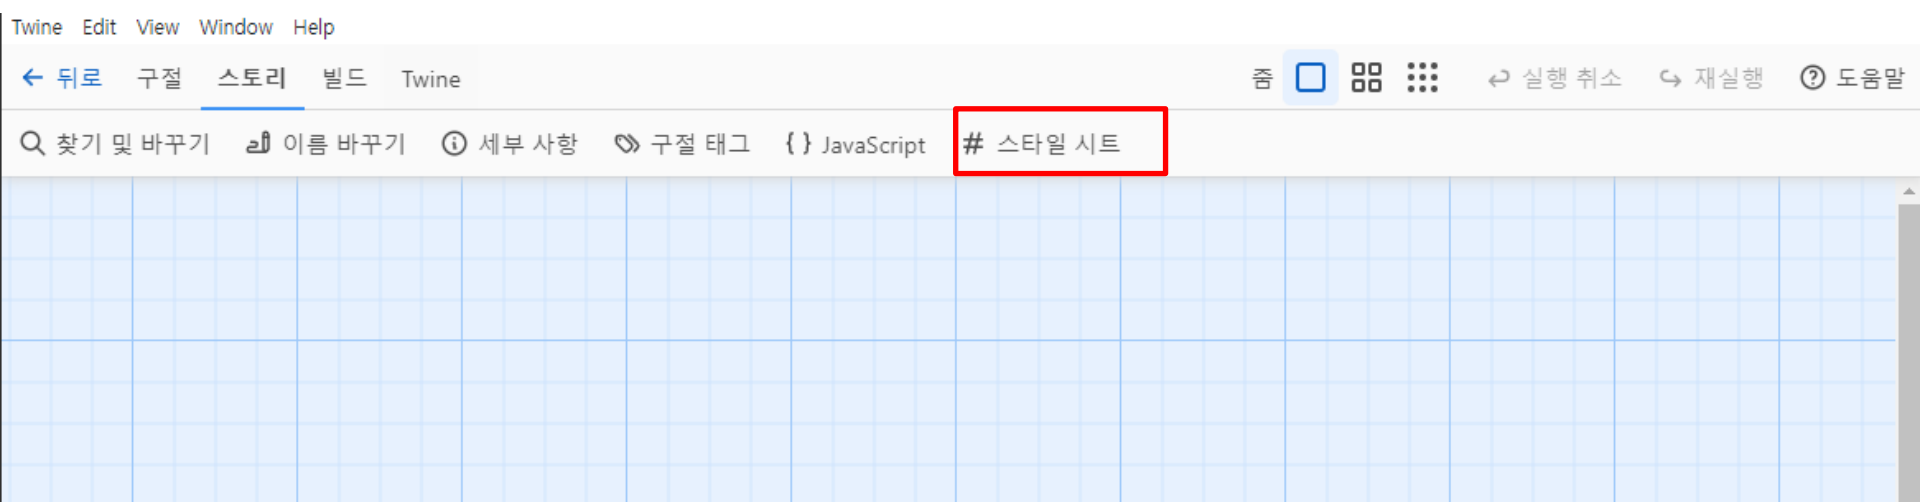 Twine Edit View Window Help
뒤로 구절 스토리 빌드 Twine 줌 실행 취소 재실행 도움말
찾기 및 바꾸기 이름 바꾸기 세부 사항 구절 태그 { } JavaScript # 스타일 시트